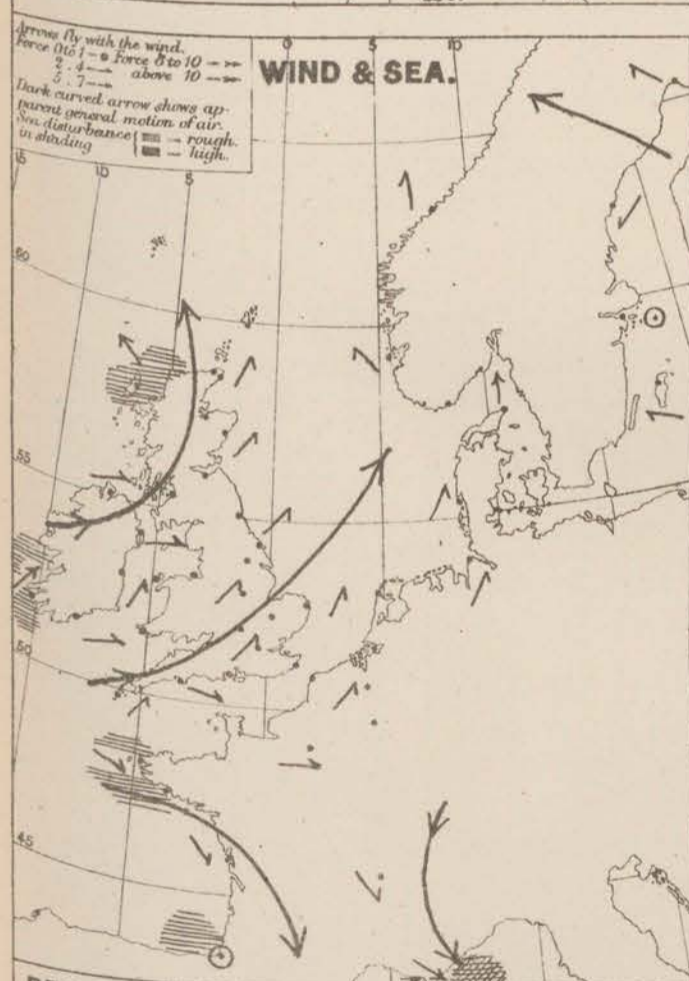 Arrows fly with the wind.
Force 0 to 1 — Force 8 to 10 —
2 . 4 — above 10 —
5 . 7 —
Dark curved arrow shows ap-
parent general motion of air.
Sea disturbance — rough.
in shading — high.
WIND & SEA.
0 5 10
15 10 5
60
55
50
45